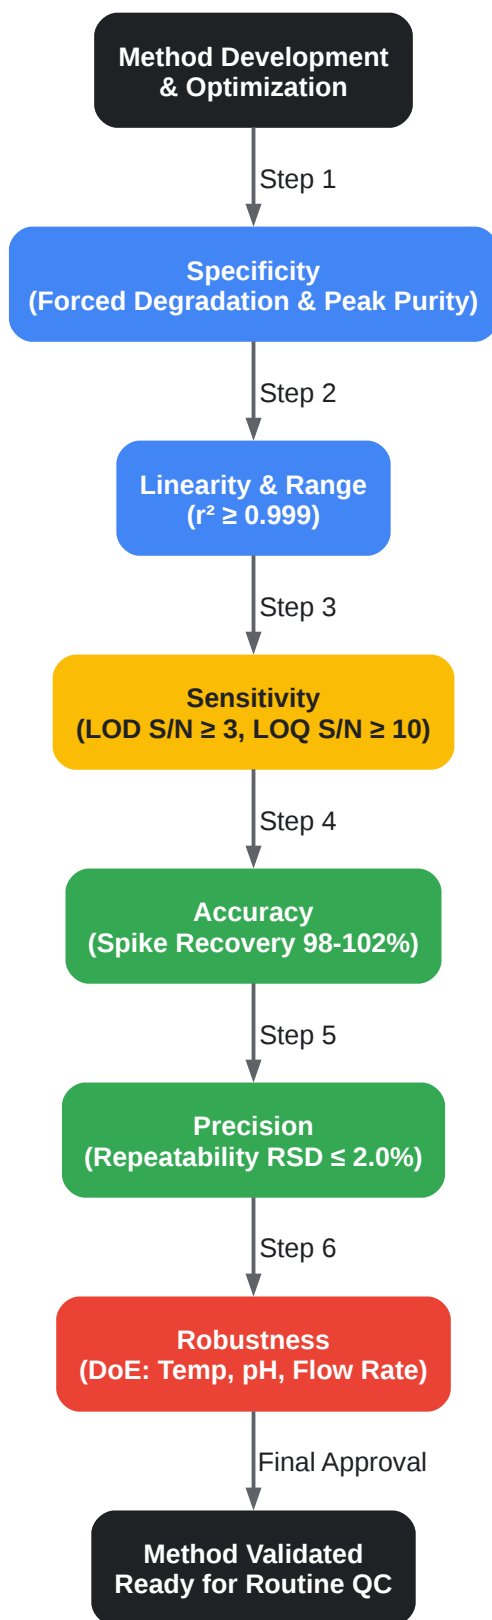 Method Development
& Optimization
Step 1
Specificity
(Forced Degradation & Peak Purity)
Step 2
Linearity & Range
(r² ≥ 0.999)
Step 3
Sensitivity
(LOD S/N ≥ 3, LOQ S/N ≥ 10)
Step 4
Accuracy
(Spike Recovery 98-102%)
Step 5
Precision
(Repeatability RSD ≤ 2.0%)
Step 6
Robustness
(DoE: Temp, pH, Flow Rate)
Final Approval
Method Validated
Ready for Routine QC